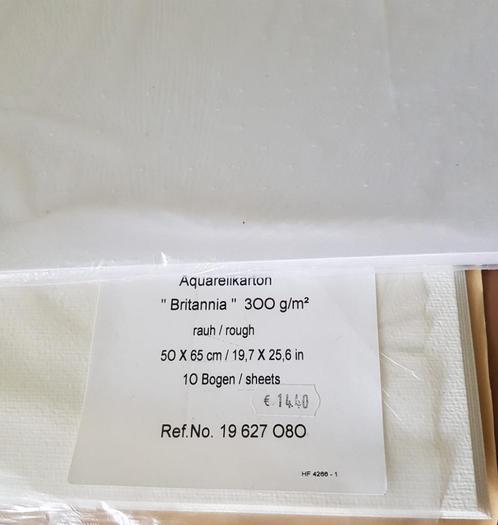 Aquarellkarton
" Britannia " 300 g/m²
rauh / rough
50 X 65 cm / 19,7 X 25,6 in
10 Bogen / sheets
€ 14.40
Ref.No. 19 627 080
HF 4266 - 1